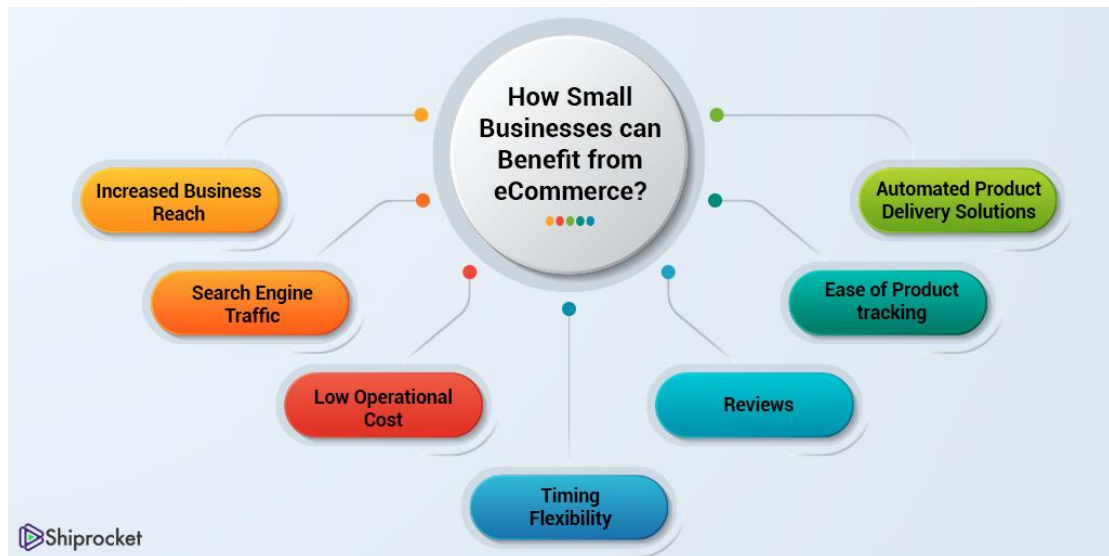 How Small
Businesses can
Benefit from
eCommerce?
Increased Business
Reach
Search Engine
Traffic
Low Operational
Cost
Timing
Flexibility
Reviews
Ease of Product
tracking
Automated Product
Delivery Solutions
Shiprocket